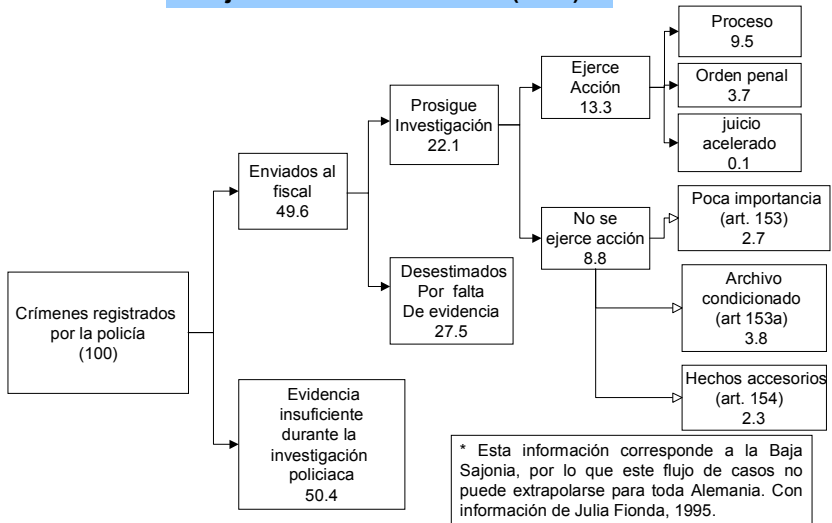 Crímenes registrados
por la policía
(100)
Enviados al
fiscal
49.6
Evidencia
insuficiente
durante la
investigación
policiaca
50.4
Prosigue
Investigación
22.1
Desestimados
Por falta
De evidencia
27.5
Ejerce
Acción
13.3
No se
ejerce acción
8.8
Proceso
9.5
Orden penal
3.7
juicio
acelerado
0.1
Poca importancia
(art. 153)
2.7
Archivo
condicionado
(art 153a)
3.8
Hechos accesorios
(art. 154)
2.3
* Esta información corresponde a la Baja
Sajonia, por lo que este flujo de casos no
puede extrapolarse para toda Alemania. Con
información de Julia Fionda, 1995.